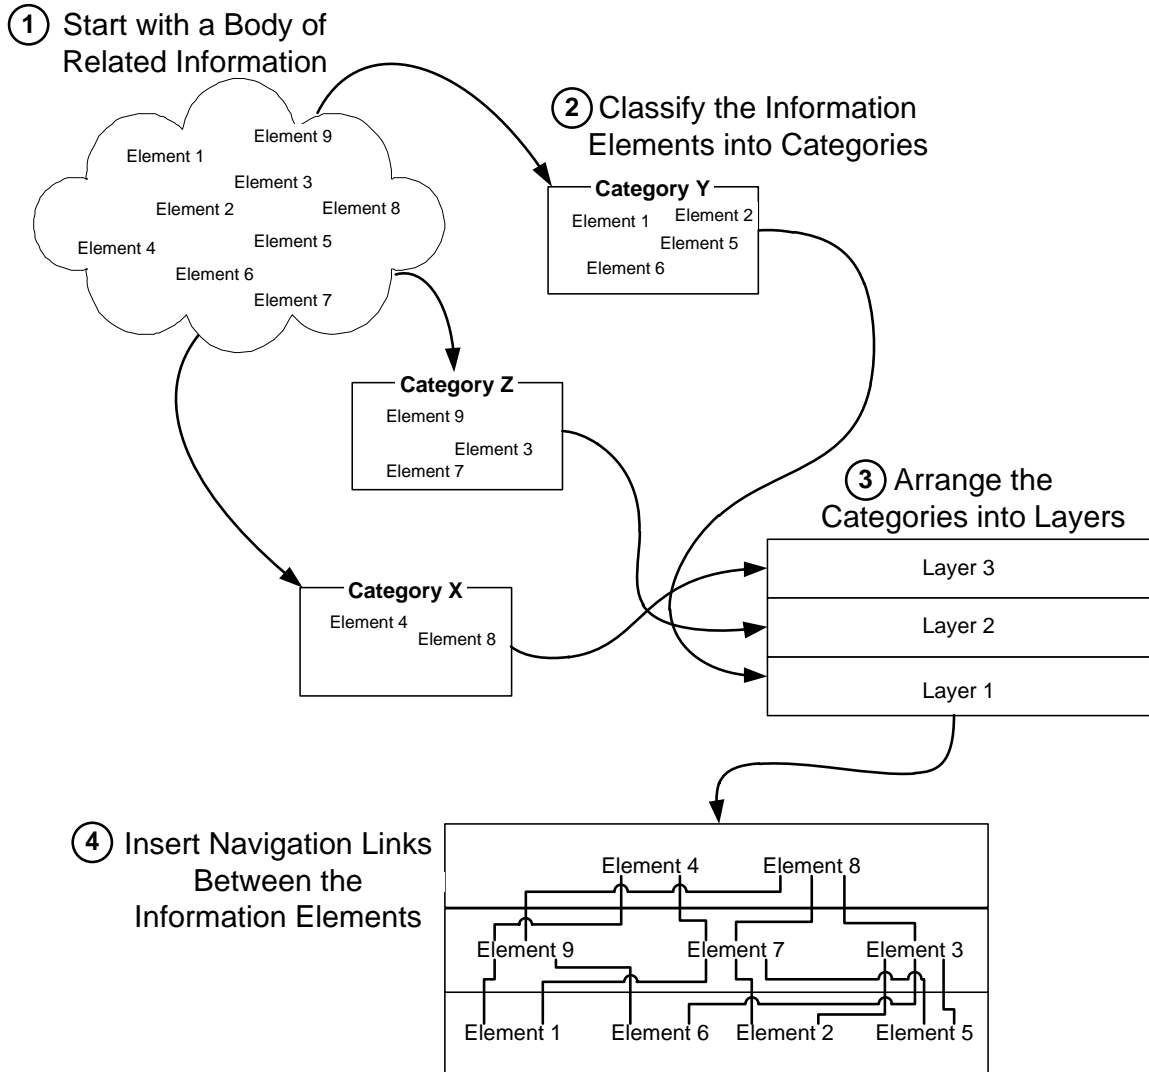 1 Start with a Body of
Related Information
Element 9
Element 1
Element 3
Element 2
Element 8
Element 5
Element 4
Element 6
Element 7
2 Classify the Information
Elements into Categories
Category Y
Element 1
Element 2
Element 5
Element 6
Category Z
Element 9
Element 3
Element 7
Category X
Element 4
Element 8
3 Arrange the
Categories into Layers
Layer 3
Layer 2
Layer 1
4 Insert Navigation Links
Between the
Information Elements
Element 4 Element 8
Element 9 Element 7 Element 3
Element 1 Element 6 Element 2 Element 5